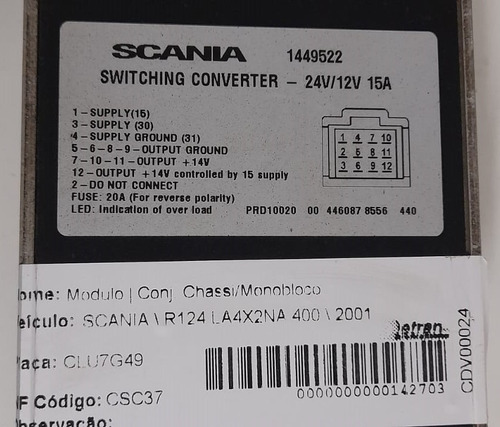 SCANIA 1449522
SWITCHING CONVERTER – 24V/12V 15A
1 – SUPPLY(15)
3 – SUPPLY (30)
4 – SUPPLY GROUND (31)
5 – 6 – 8 – 9 – OUTPUT GROUND
7 – 10 – 11 – OUTPUT +14V
12 – OUTPUT +14V controlled by 15 supply
2 – DO NOT CONNECT
FUSE: 20A (For reverse polarity)
LED: Indication of over load
PRD10020 00 446087 8556 440
1 4 7 10
2 5 8 11
3 6 9 12
ome: Modulo | Conj. Chassi/Monobloco
eículo: SCANIA \ R124 LA4X2NA 400 \ 2001
laca: CLU7G49
F Código: CSC37
bservação:
Detran
0000000000142703
CDV00024